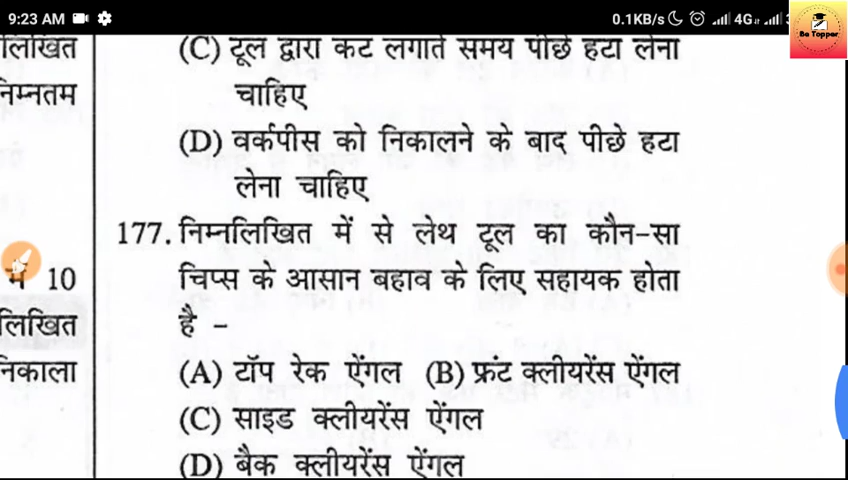 9:23 AM
0.1KB/s 4G
Be Topper
लिखित
निम्नतम
में 10
लिखित
निकाला
(C) टूल द्वारा कट लगाते समय पीछे हटा लेना
चाहिए
(D) वर्कपीस को निकालने के बाद पीछे हटा
लेना चाहिए
177. निम्नलिखित में से लेथ टूल का कौन-सा
चिप्स के आसान बहाव के लिए सहायक होता
है –
(A) टॉप रेक ऐंगल (B) फ्रंट क्लीयरेंस ऐंगल
(C) साइड क्लीयरेंस ऐंगल
(D) बैक क्लीयरेंस ऐंगल